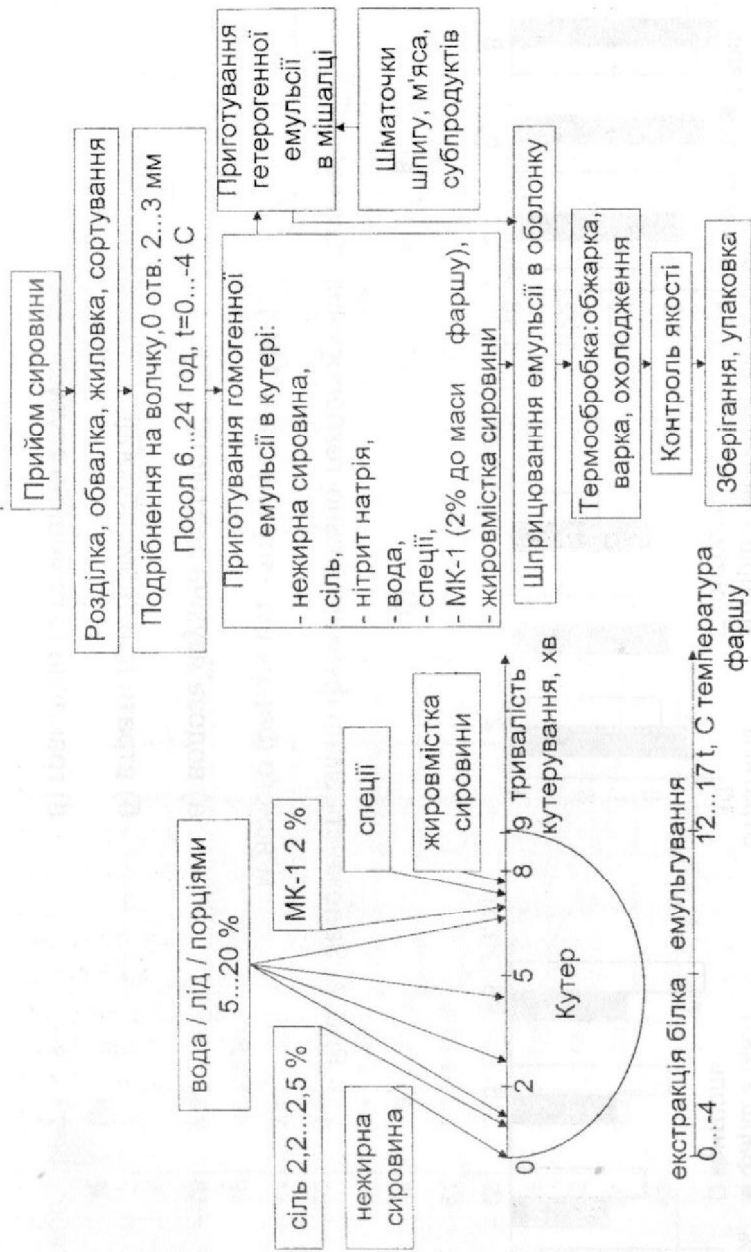 Прийом сировини
Розділка, обвалка, жиловка, сортування
Подрібнення на волчку,0 отв. 2...3 мм
Посол 6...24 год, t=0...-4 С
Приготування гомогенної
емульсії в кутері:
- нежирна сировина,
- сіль,
- нітрит натрія,
- вода,
- спеції,
- МК-1 (2% до маси фаршу),
- жировмістка сировини
Приготування
гетерогенної
емульсії
в мішалці
Шматочки
шпигу, м'яса,
субпродуктів
Шприцюванння емульсії в оболонку
Термообробка:обжарка,
варка, охолодження
Контроль якості
Зберігання, упаковка
вода / лід / порціями
5...20 %
сіль 2,2...2,5 %
МК-1 2 %
нежирна
сировина
спеції
жировмістка
сировини
0
2
5
8
9 тривалість
кутерування, хв
Кутер
екстракція білка
емульгування
0...-4
12...17 t, С температура
фаршу